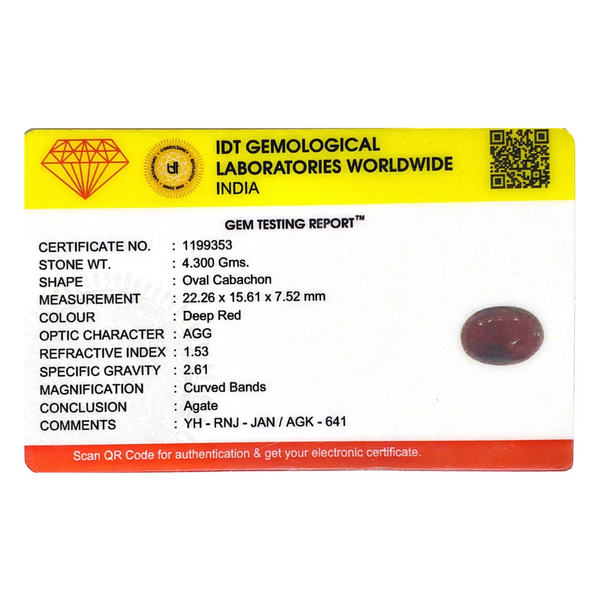 IDT GEMOLOGICAL
LABORATORIES WORLDWIDE
INDIA
GEM TESTING REPORT™
CERTIFICATE NO. : 1199353
STONE WT. : 4.300 Gms.
SHAPE : Oval Cabachon
MEASUREMENT : 22.26 x 15.61 x 7.52 mm
COLOUR : Deep Red
OPTIC CHARACTER : AGG
REFRACTIVE INDEX : 1.53
SPECIFIC GRAVITY : 2.61
MAGNIFICATION : Curved Bands
CONCLUSION : Agate
COMMENTS : YH - RNJ - JAN / AGK - 641
Scan QR Code for authentication & get your electronic certificate.